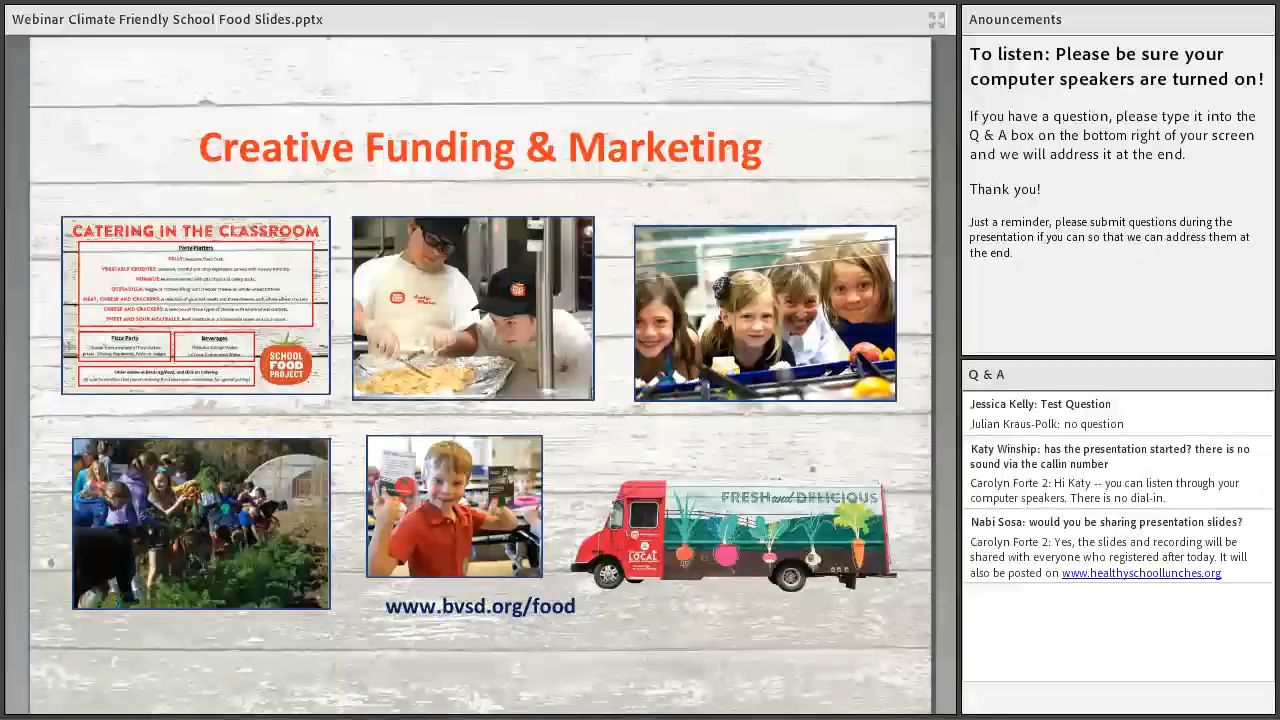 Webinar Climate Friendly School Food Slides.pptx
Creative Funding & Marketing
CATERING IN THE CLASSROOM
Party Platters
Pizza Party
Beverages
SCHOOL
FOOD
PROJECT
FRESH and DELICIOUS
LOCAL
www.bvsd.org/food
Anouncements
To listen: Please be sure your
computer speakers are turned on!
If you have a question, please type it into the
Q & A box on the bottom right of your screen
and we will address it at the end.
Thank you!
Just a reminder, please submit questions during the
presentation if you can so that we can address them at
the end.
Q & A
Jessica Kelly: Test Question
Julian Kraus-Polk: no question
Katy Winship: has the presentation started? there is no
sound via the callin number
Carolyn Forte 2: Hi Katy -- you can listen through your
computer speakers. There is no dial-in.
Nabi Sosa: would you be sharing presentation slides?
Carolyn Forte 2: Yes, the slides and recording will be
shared with everyone who registered after today. It will
also be posted on www.healthyschoollunches.org